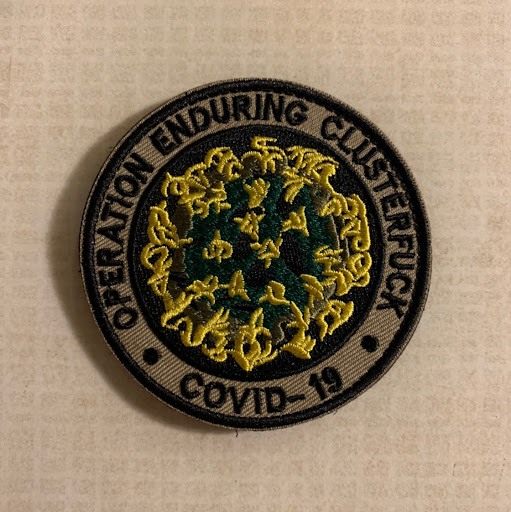 OPERATION ENDURING CLUSTERFUCK
• COVID-19 •